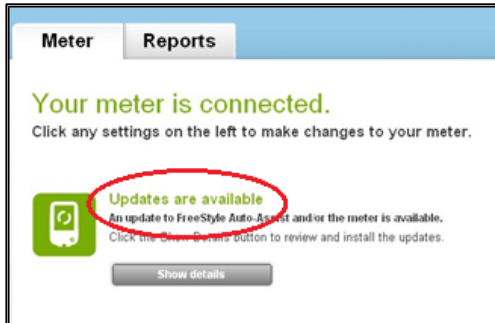 Meter
Reports
Your meter is connected.
Click any settings on the left to make changes to your meter.
Updates are available
An update to FreeStyle Auto-Assist and/or the meter is available.
Click the Show Details button to review and install the updates.
Show details